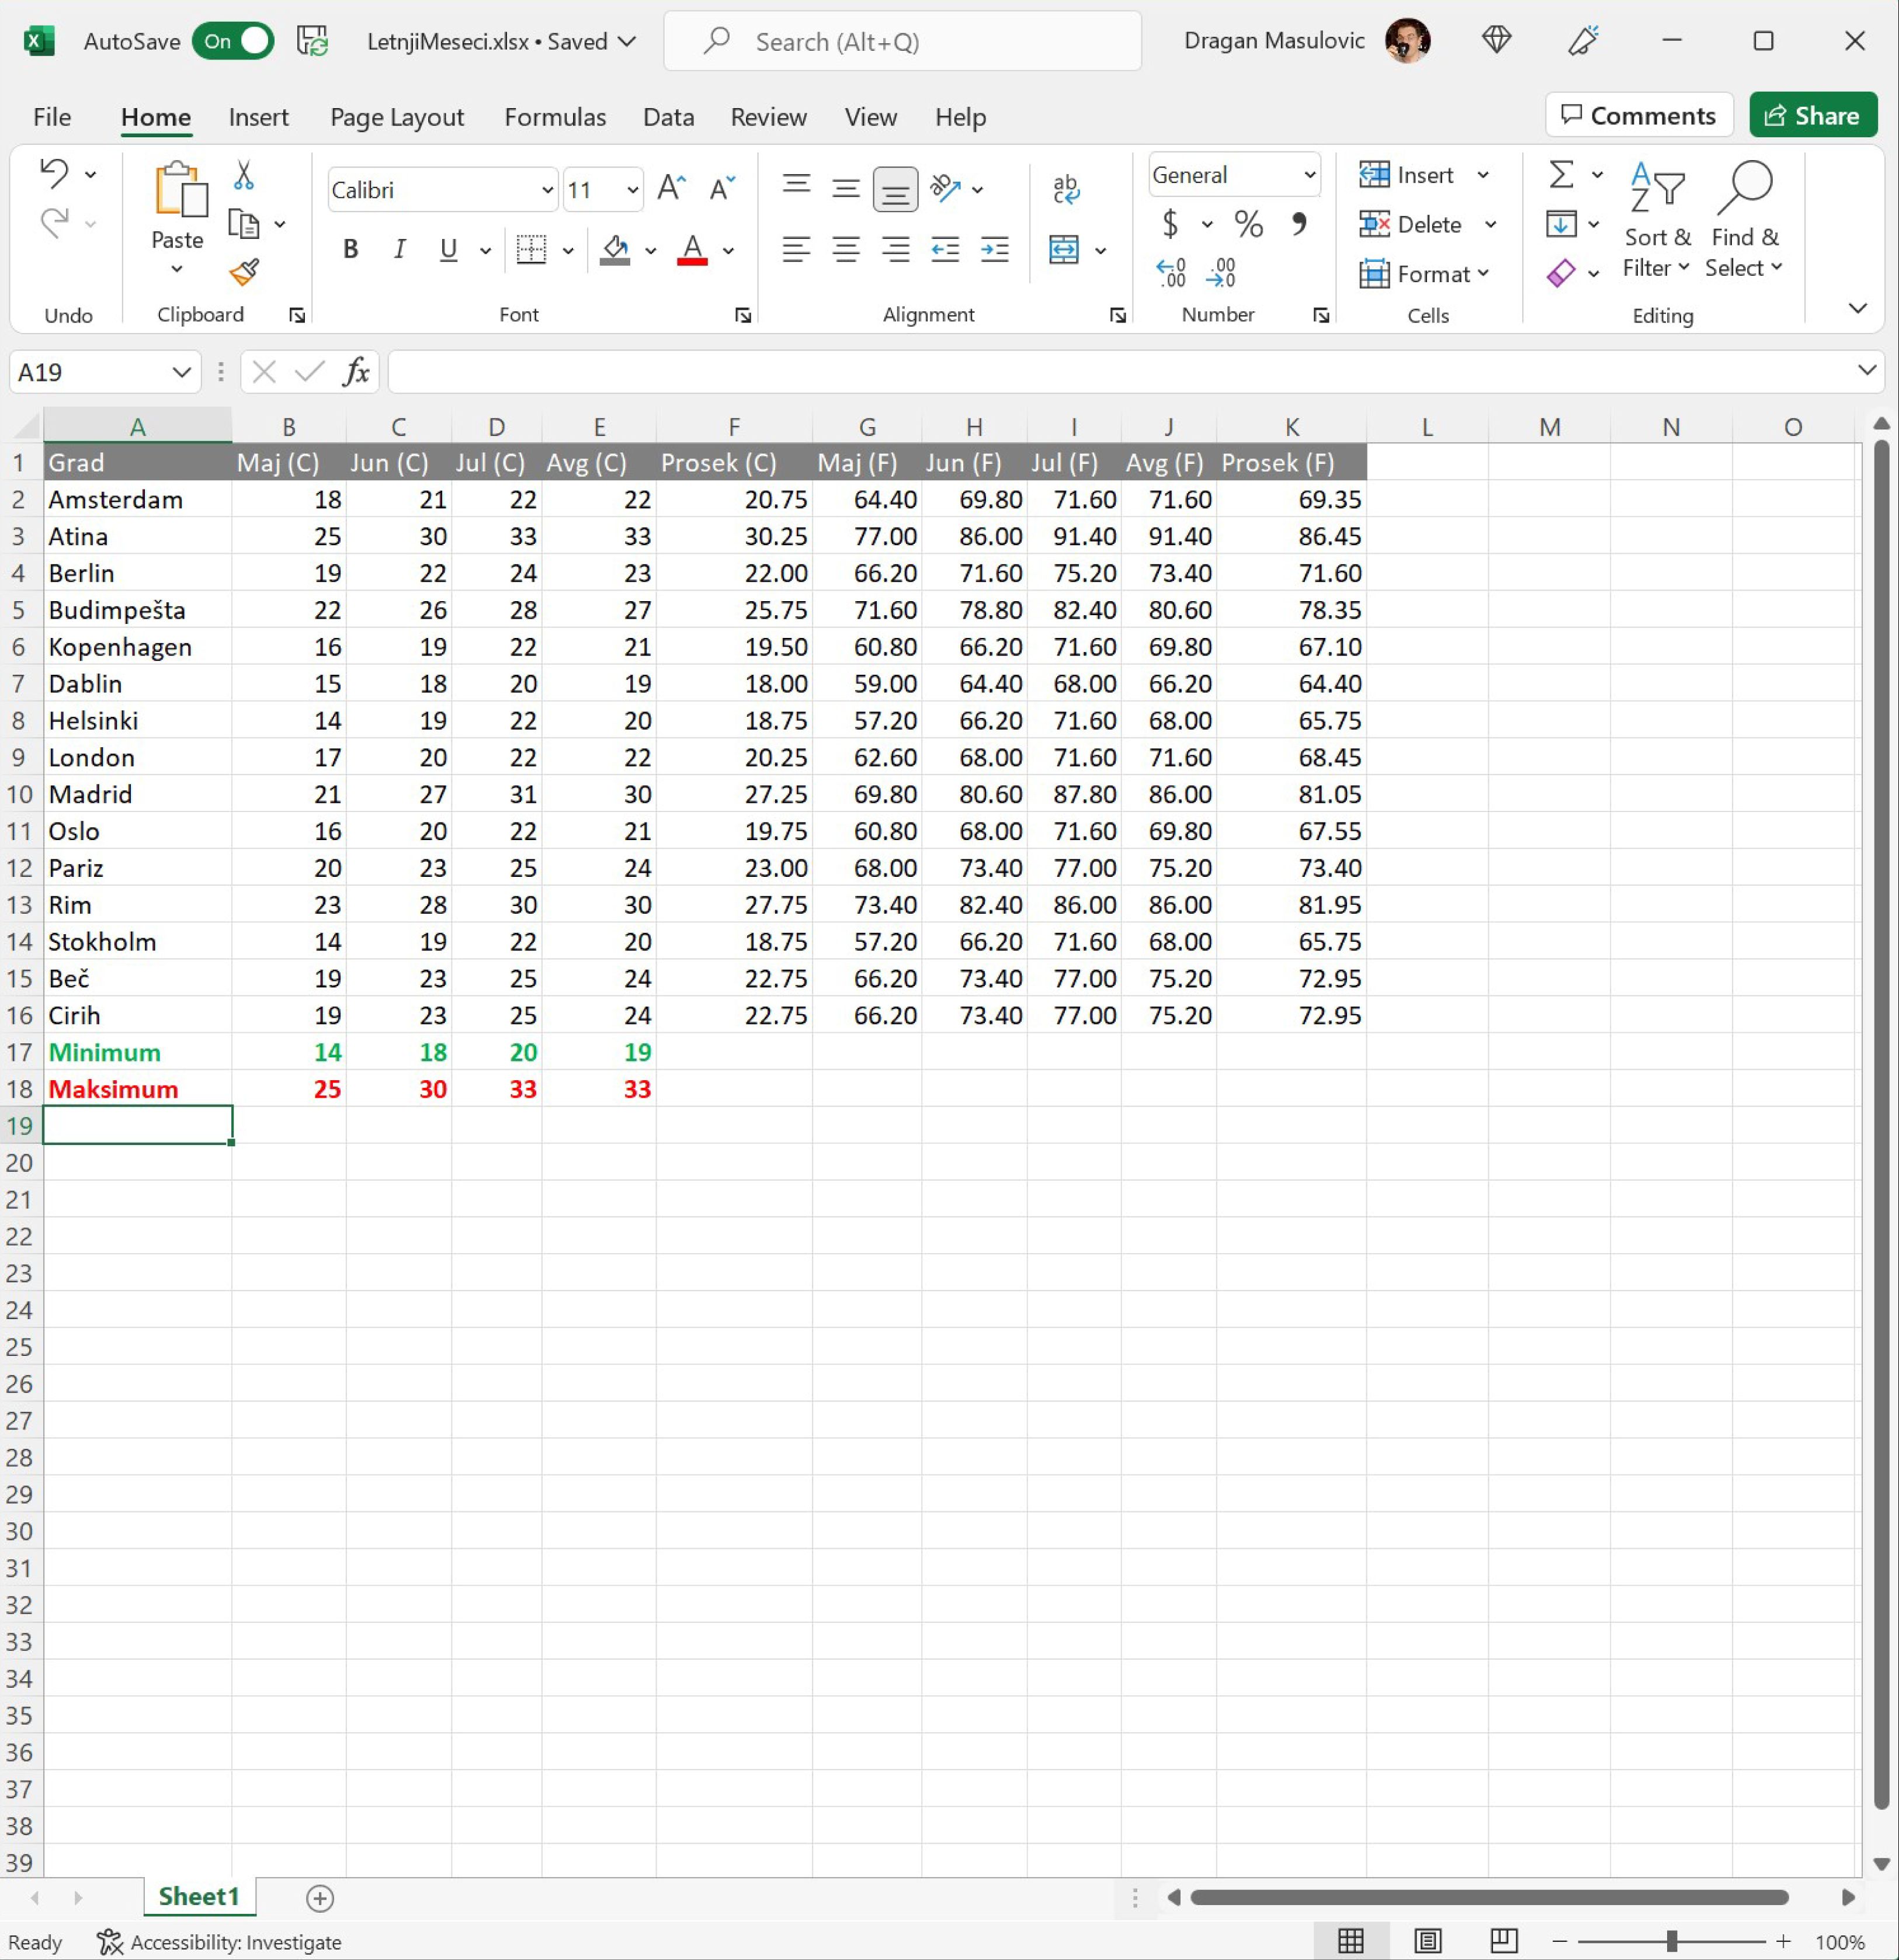 AutoSave On LetnjiMeseci.xlsx • Saved Search (Alt+Q) Dragan Masulovic
File Home Insert Page Layout Formulas Data Review View Help Comments Share
Calibri 11 ab General Insert
Paste $ % Delete Sort & Find &
B I U A Format Filter Select
Undo Clipboard Font Alignment Number Cells Editing
A19 fx
A B C D E F G H I J K L M N O
1 Grad Maj (C) Jun (C) Jul (C) Avg (C) Prosek (C) Maj (F) Jun (F) Jul (F) Avg (F) Prosek (F)
2 Amsterdam 18 21 22 22 20.75 64.40 69.80 71.60 71.60 69.35
3 Atina 25 30 33 33 30.25 77.00 86.00 91.40 91.40 86.45
4 Berlin 19 22 24 23 22.00 66.20 71.60 75.20 73.40 71.60
5 Budimpešta 22 26 28 27 25.75 71.60 78.80 82.40 80.60 78.35
6 Kopenhagen 16 19 22 21 19.50 60.80 66.20 71.60 69.80 67.10
7 Dablin 15 18 20 19 18.00 59.00 64.40 68.00 66.20 64.40
8 Helsinki 14 19 22 20 18.75 57.20 66.20 71.60 68.00 65.75
9 London 17 20 22 22 20.25 62.60 68.00 71.60 71.60 68.45
10 Madrid 21 27 31 30 27.25 69.80 80.60 87.80 86.00 81.05
11 Oslo 16 20 22 21 19.75 60.80 68.00 71.60 69.80 67.55
12 Pariz 20 23 25 24 23.00 68.00 73.40 77.00 75.20 73.40
13 Rim 23 28 30 30 27.75 73.40 82.40 86.00 86.00 81.95
14 Stokholm 14 19 22 20 18.75 57.20 66.20 71.60 68.00 65.75
15 Beč 19 23 25 24 22.75 66.20 73.40 77.00 75.20 72.95
16 Cirih 19 23 25 24 22.75 66.20 73.40 77.00 75.20 72.95
17 Minimum 14 18 20 19
18 Maksimum 25 30 33 33
19
20
21
22
23
24
25
26
27
28
29
30
31
32
33
34
35
36
37
38
39
Sheet1
Ready Accessibility: Investigate 100%